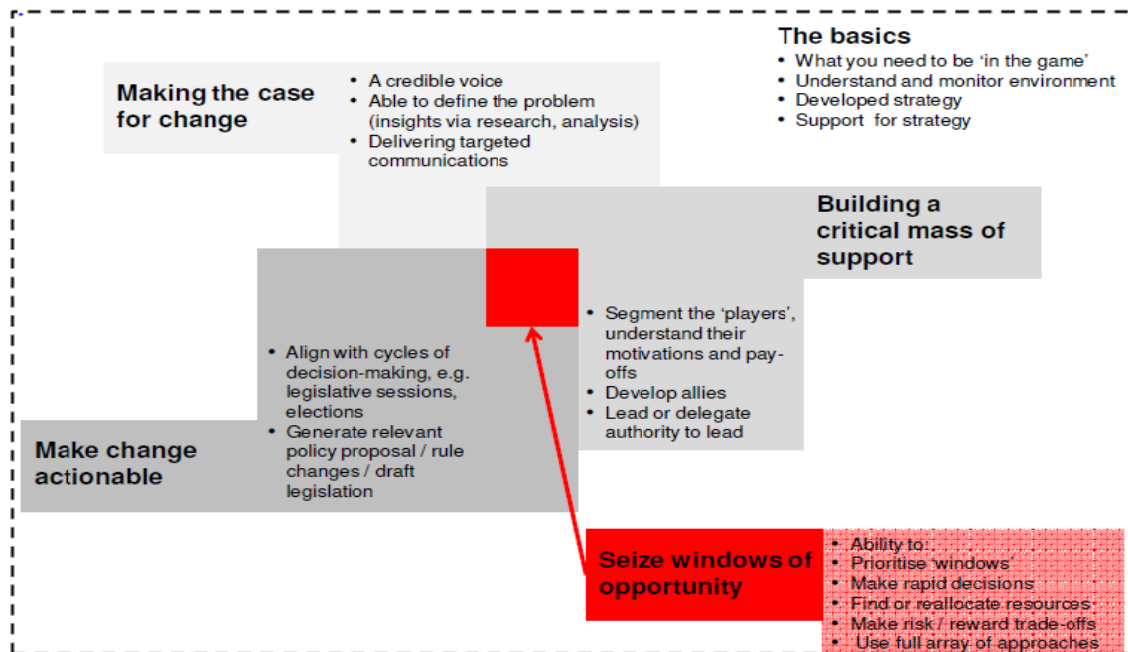 The basics
• What you need to be ‘in the game’
• Understand and monitor environment
• Developed strategy
• Support for strategy
Making the case
for change
• A credible voice
• Able to define the problem
(insights via research, analysis)
• Delivering targeted
communications
Building a
critical mass of
support
• Segment the ‘players’,
understand their
motivations and pay-
offs
• Develop allies
• Lead or delegate
authority to lead
Make change
actionable
• Align with cycles of
decision-making, e.g.
legislative sessions,
elections
• Generate relevant
policy proposal / rule
changes / draft
legislation
Seize windows of
opportunity
• Ability to:
• Prioritise ‘windows’
• Make rapid decisions
• Find or reallocate resources
• Make risk / reward trade-offs
• Use full array of approaches